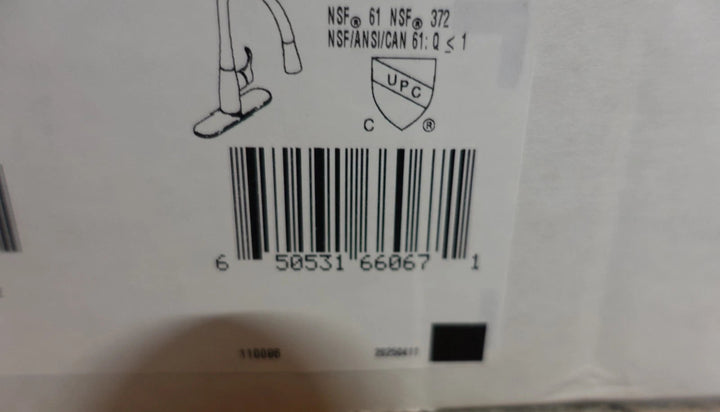 NSF® 61 NSF® 372
NSF/ANSI/CAN 61: Q ≤ 1
UPC
C ®
6 50531 66067 1